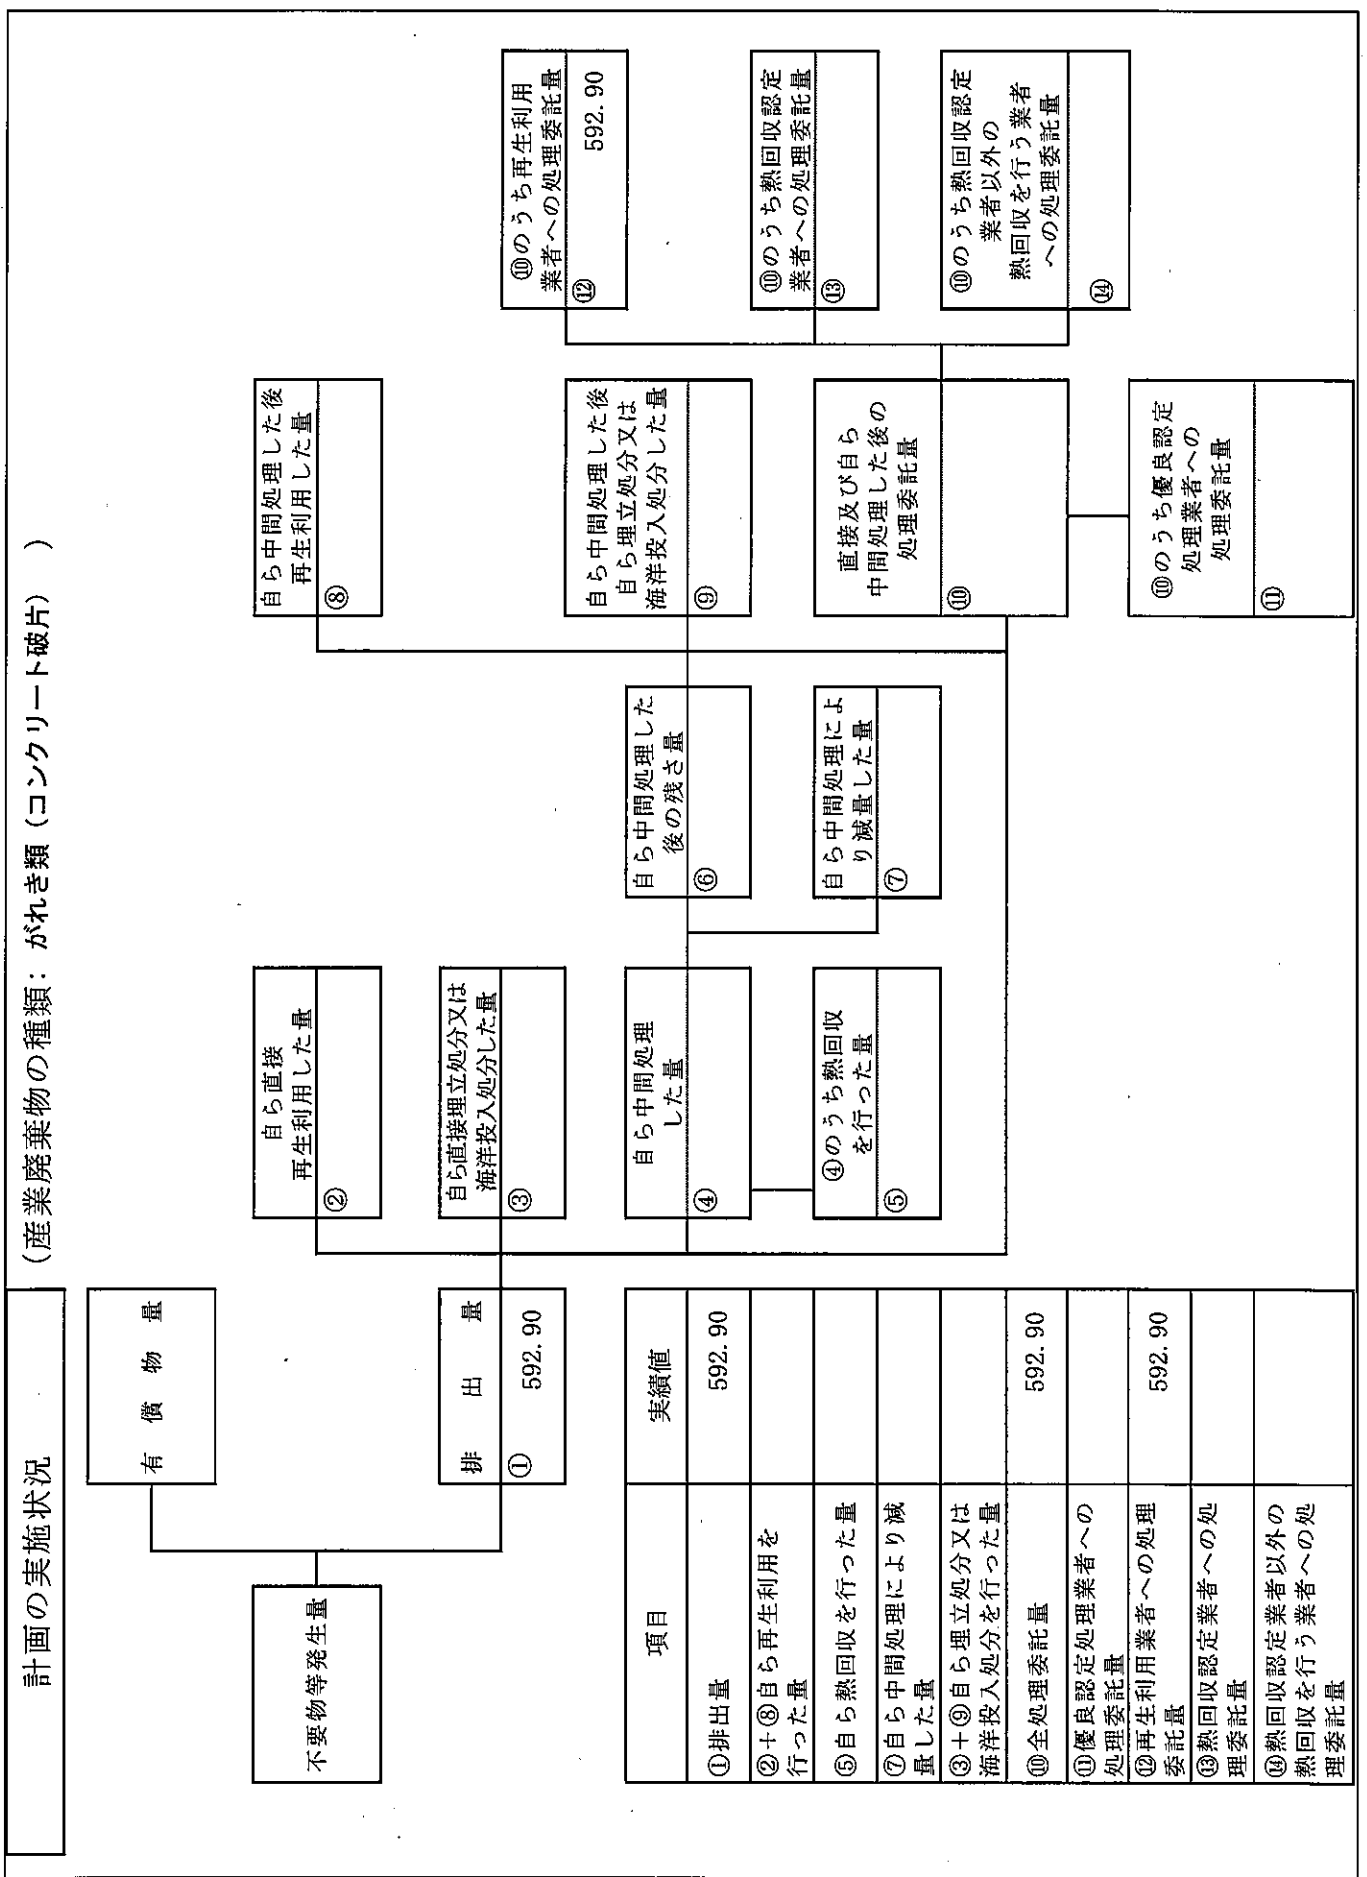 計画の実施状況
(産業廃棄物の種類： がれき類（コンクリート破片） )
不要物等発生量
有 償 物 量
排 出 量
① 592.90
自ら直接
再生利用した量
②
自ら直接埋立処分又は
海洋投入処分した量
③
自ら中間処理
した量
④
④のうち熱回収
を行った量
⑤
自ら中間処理した
後の残さ量
⑥
自ら中間処理によ
り減量した量
⑦
自ら中間処理した後
再生利用した量
⑧
自ら中間処理した後
自ら埋立処分又は
海洋投入処分した量
⑨
直接及び自ら
中間処理した後の
処理委託量
⑩
⑩のうち優良認定
処理業者への
処理委託量
⑪
⑩のうち再生利用
業者への処理委託量
⑫ 592.90
⑩のうち熱回収認定
業者への処理委託量
⑬
⑩のうち熱回収認定
業者以外の
熱回収を行う業者
への処理委託量
⑭
項目 実績値
①排出量 592.90
②+⑧自ら再生利用を
行った量
⑤自ら熱回収を行った量
⑦自ら中間処理により減
量した量
③+⑨自ら埋立処分又は
海洋投入処分を行った量
⑩全処理委託量 592.90
⑪優良認定処理業者への
処理委託量
⑫再生利用業者への処理
委託量 592.90
⑬熱回収認定業者への処
理委託量
⑭熱回収認定業者以外の
熱回収を行う業者への処
理委託量